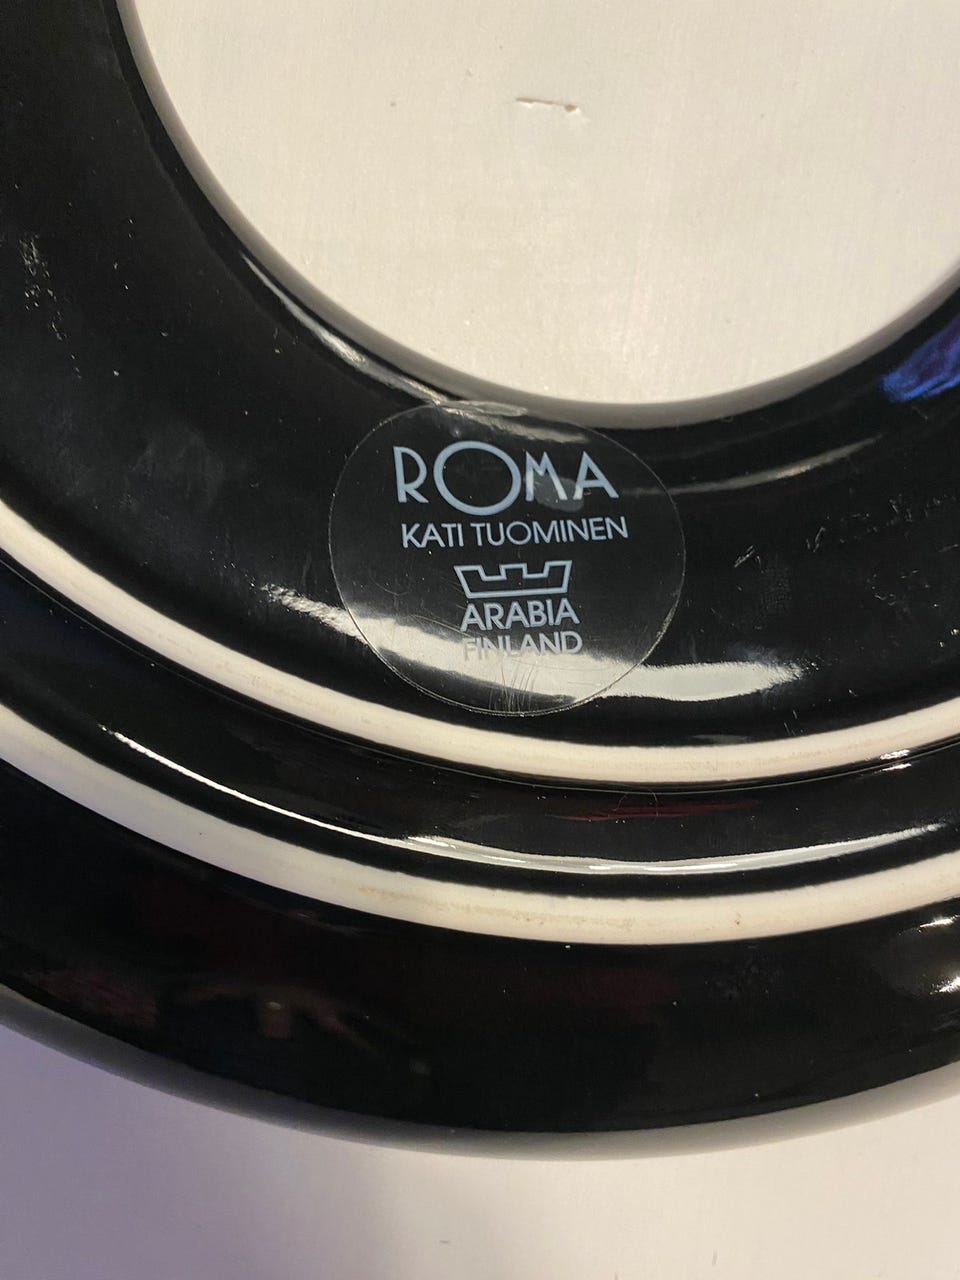 ROMA
KATI TUOMINEN
ARABIA
FINLAND